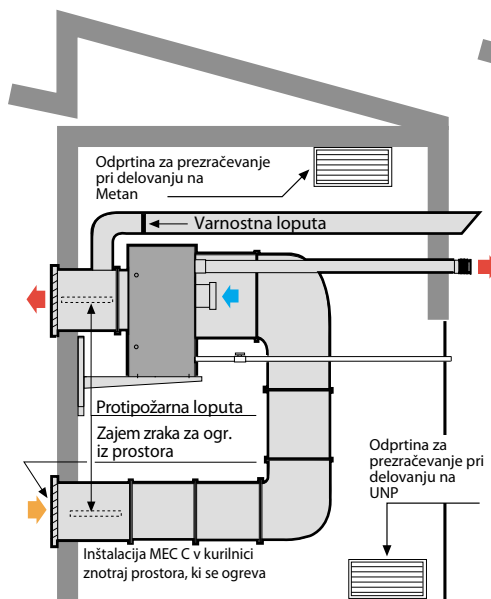 Odprtina za prezračevanje
pri delovanju na
Metan
Varnostna loputa
Protipožarna loputa
Zajem zraka za ogr.
iz prostora
Odprtina za
prezračevanje pri
delovanju na
UNP
Inštalacija MEC C v kurilnici
znotraj prostora, ki se ogreva